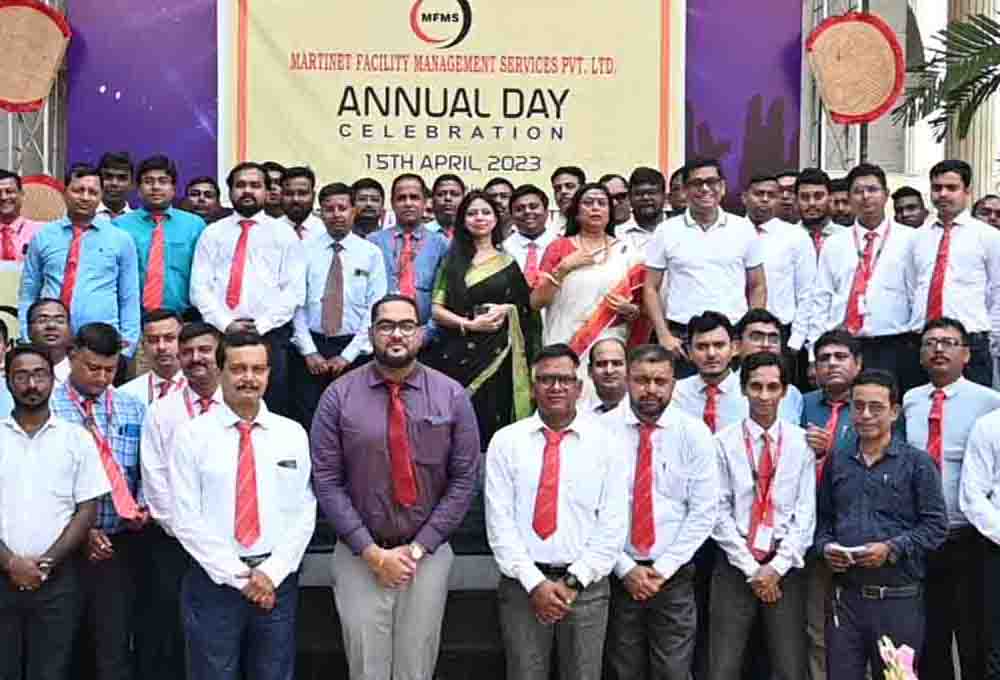 MFMS
MARTINET FACILITY MANAGEMENT SERVICES PVT. LTD.
ANNUAL DAY
CELEBRATION
15TH APRIL 2023